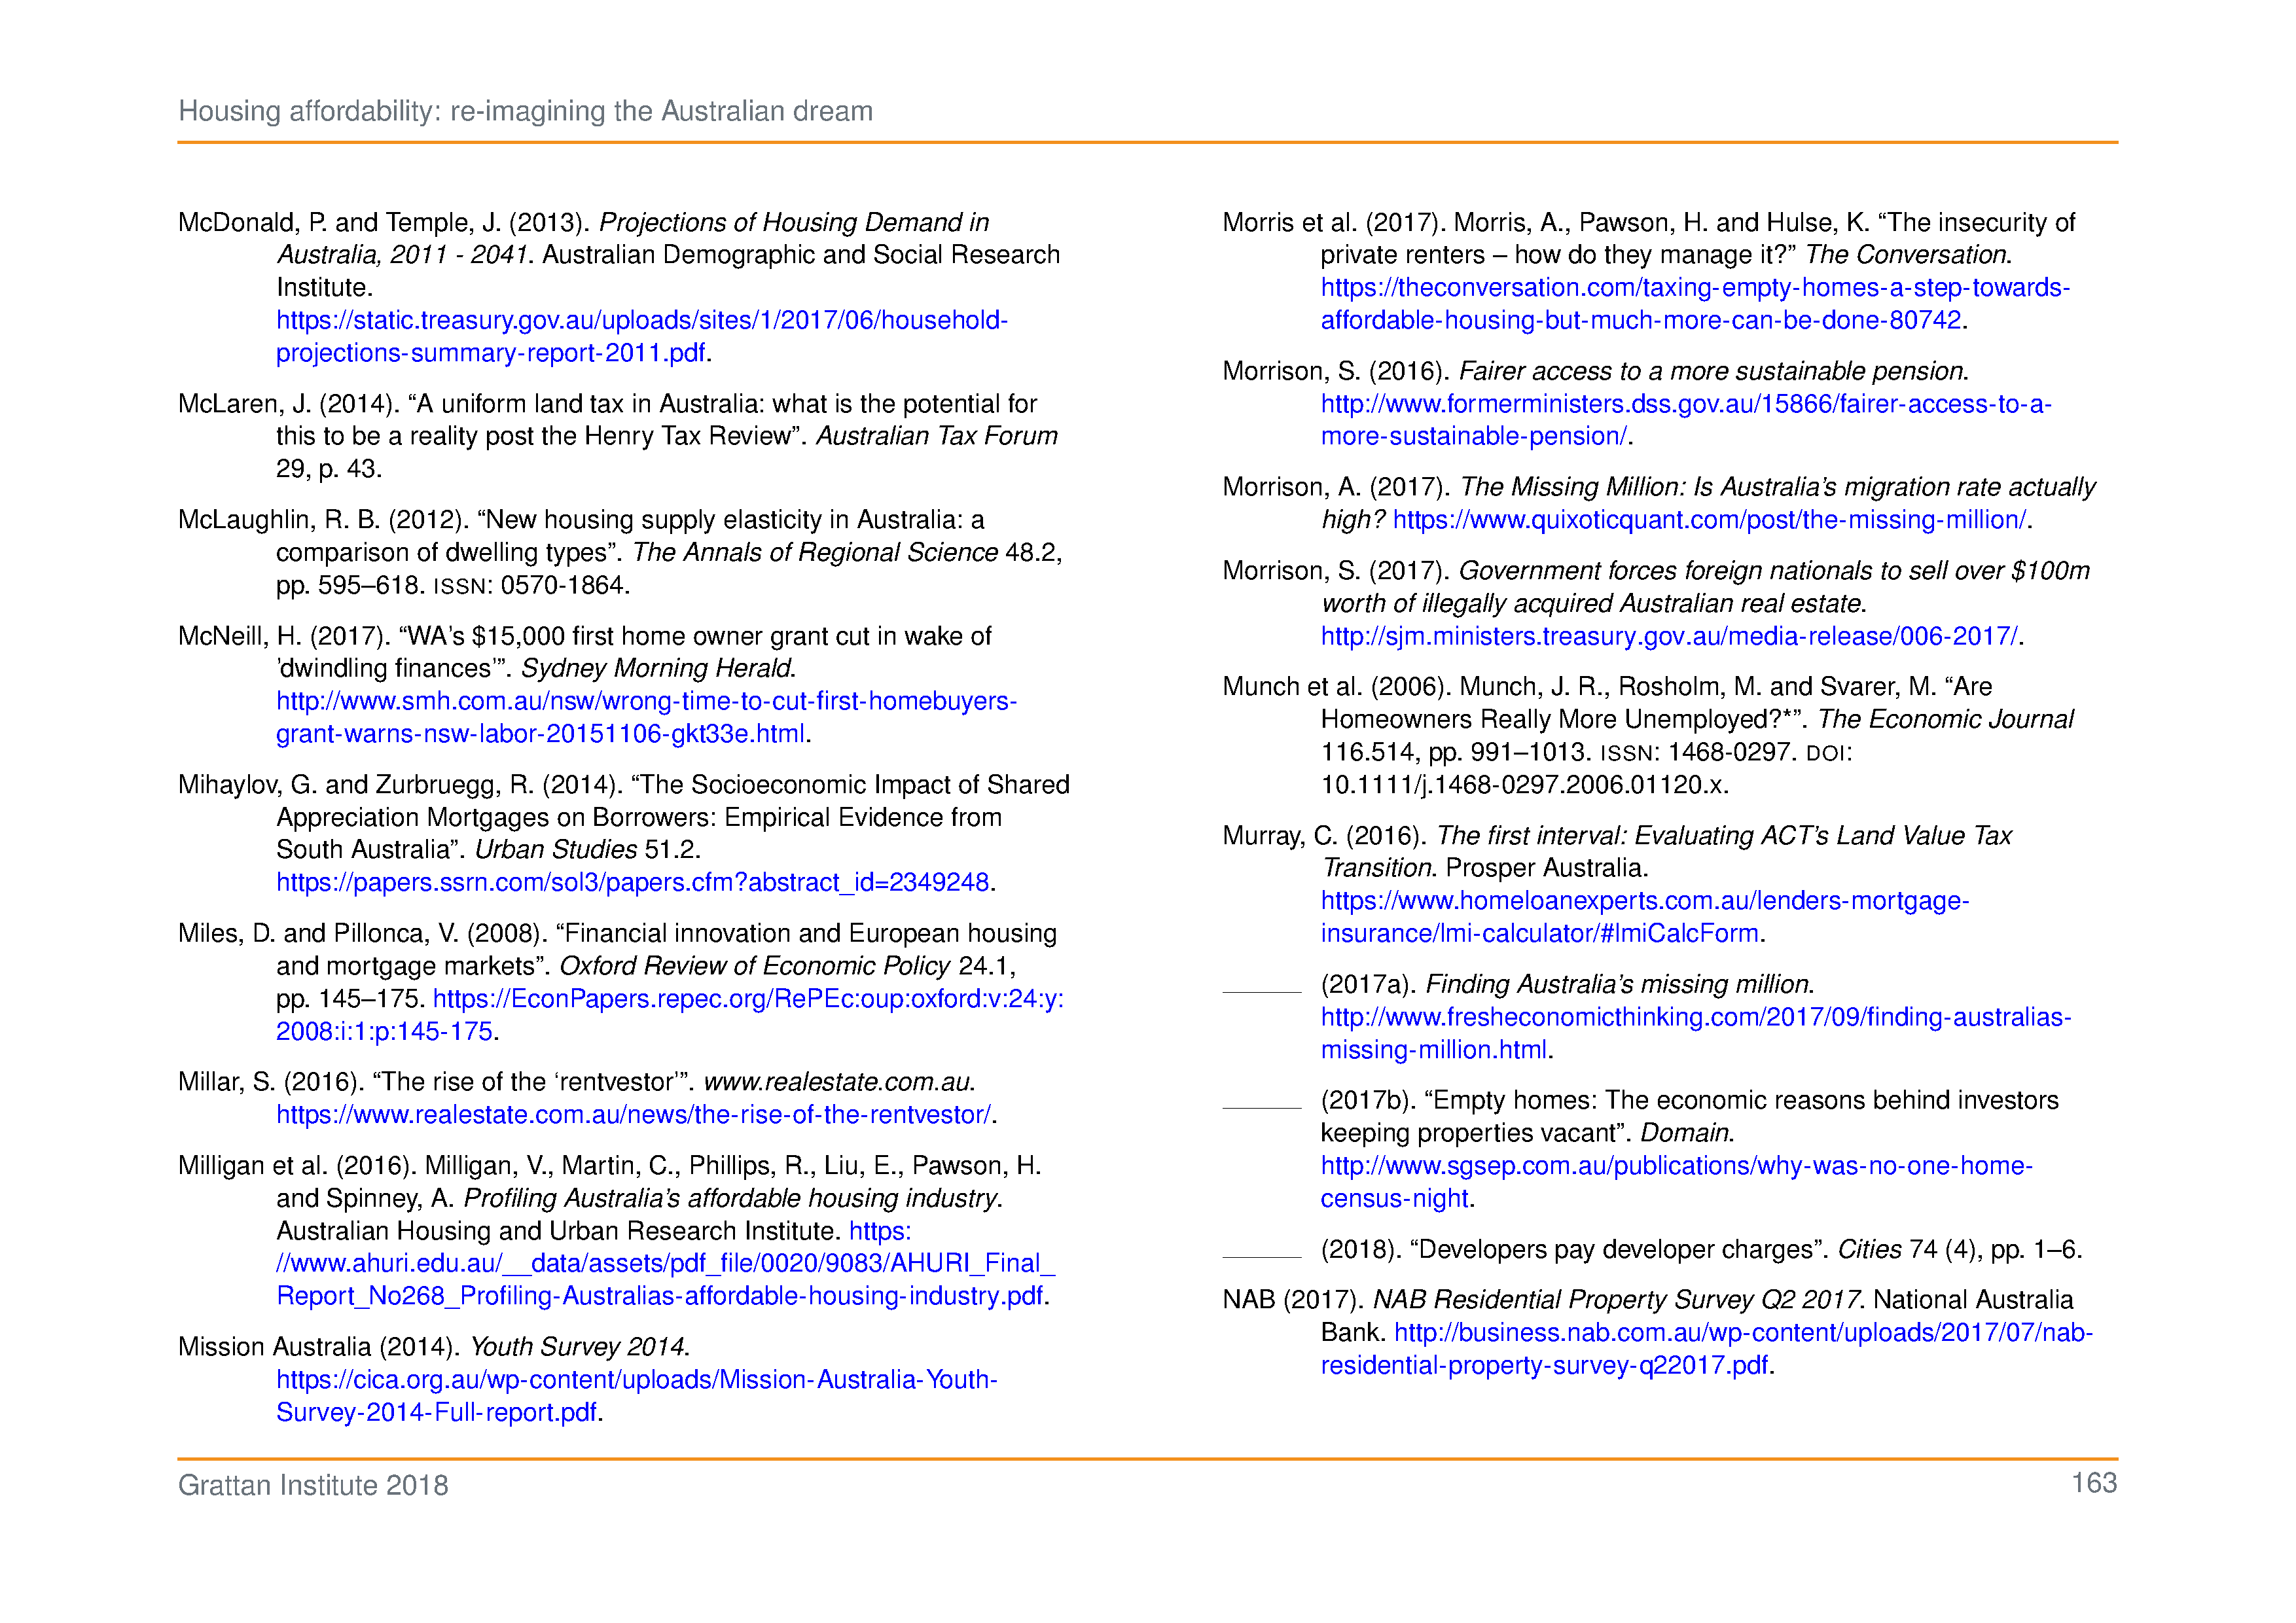 Housing affordability: re-imagining the Australian dream
McDonald, P. and Temple, J. (2013). Projections of Housing Demand in
Australia, 2011 - 2041. Australian Demographic and Social Research
Institute.
https://static.treasury.gov.au/uploads/sites/1/2017/06/household-
projections-summary-report-2011.pdf.
McLaren, J. (2014). “A uniform land tax in Australia: what is the potential for
this to be a reality post the Henry Tax Review”. Australian Tax Forum
29, p. 43.
McLaughlin, R. B. (2012). “New housing supply elasticity in Australia: a
comparison of dwelling types”. The Annals of Regional Science 48.2,
pp. 595–618. ISSN: 0570-1864.
McNeill, H. (2017). “WA’s $15,000 first home owner grant cut in wake of
’dwindling finances’”. Sydney Morning Herald.
http://www.smh.com.au/nsw/wrong-time-to-cut-first-homebuyers-
grant-warns-nsw-labor-20151106-gkt33e.html.
Mihaylov, G. and Zurbruegg, R. (2014). “The Socioeconomic Impact of Shared
Appreciation Mortgages on Borrowers: Empirical Evidence from
South Australia”. Urban Studies 51.2.
https://papers.ssrn.com/sol3/papers.cfm?abstract_id=2349248.
Miles, D. and Pillonca, V. (2008). “Financial innovation and European housing
and mortgage markets”. Oxford Review of Economic Policy 24.1,
pp. 145–175. https://EconPapers.repec.org/RePEc:oup:oxford:v:24:y:
2008:i:1:p:145-175.
Millar, S. (2016). “The rise of the ‘rentvestor’”. www.realestate.com.au.
https://www.realestate.com.au/news/the-rise-of-the-rentvestor/.
Milligan et al. (2016). Milligan, V., Martin, C., Phillips, R., Liu, E., Pawson, H.
and Spinney, A. Profiling Australia’s affordable housing industry.
Australian Housing and Urban Research Institute. https:
//www.ahuri.edu.au/__data/assets/pdf_file/0020/9083/AHURI_Final_
Report_No268_Profiling-Australias-affordable-housing-industry.pdf.
Mission Australia (2014). Youth Survey 2014.
https://cica.org.au/wp-content/uploads/Mission-Australia-Youth-
Survey-2014-Full-report.pdf.
Morris et al. (2017). Morris, A., Pawson, H. and Hulse, K. “The insecurity of
private renters – how do they manage it?” The Conversation.
https://theconversation.com/taxing-empty-homes-a-step-towards-
affordable-housing-but-much-more-can-be-done-80742.
Morrison, S. (2016). Fairer access to a more sustainable pension.
http://www.formerministers.dss.gov.au/15866/fairer-access-to-a-
more-sustainable-pension/.
Morrison, A. (2017). The Missing Million: Is Australia’s migration rate actually
high? https://www.quixoticquant.com/post/the-missing-million/.
Morrison, S. (2017). Government forces foreign nationals to sell over $100m
worth of illegally acquired Australian real estate.
http://sjm.ministers.treasury.gov.au/media-release/006-2017/.
Munch et al. (2006). Munch, J. R., Rosholm, M. and Svarer, M. “Are
Homeowners Really More Unemployed?*”. The Economic Journal
116.514, pp. 991–1013. ISSN: 1468-0297. DOI:
10.1111/j.1468-0297.2006.01120.x.
Murray, C. (2016). The first interval: Evaluating ACT’s Land Value Tax
Transition. Prosper Australia.
https://www.homeloanexperts.com.au/lenders-mortgage-
insurance/lmi-calculator/#lmiCalcForm.
(2017a). Finding Australia’s missing million.
http://www.fresheconomicthinking.com/2017/09/finding-australias-
missing-million.html.
(2017b). “Empty homes: The economic reasons behind investors
keeping properties vacant”. Domain.
http://www.sgsep.com.au/publications/why-was-no-one-home-
census-night.
(2018). “Developers pay developer charges”. Cities 74 (4), pp. 1–6.
NAB (2017). NAB Residential Property Survey Q2 2017. National Australia
Bank. http://business.nab.com.au/wp-content/uploads/2017/07/nab-
residential-property-survey-q22017.pdf.
Grattan Institute 2018
163